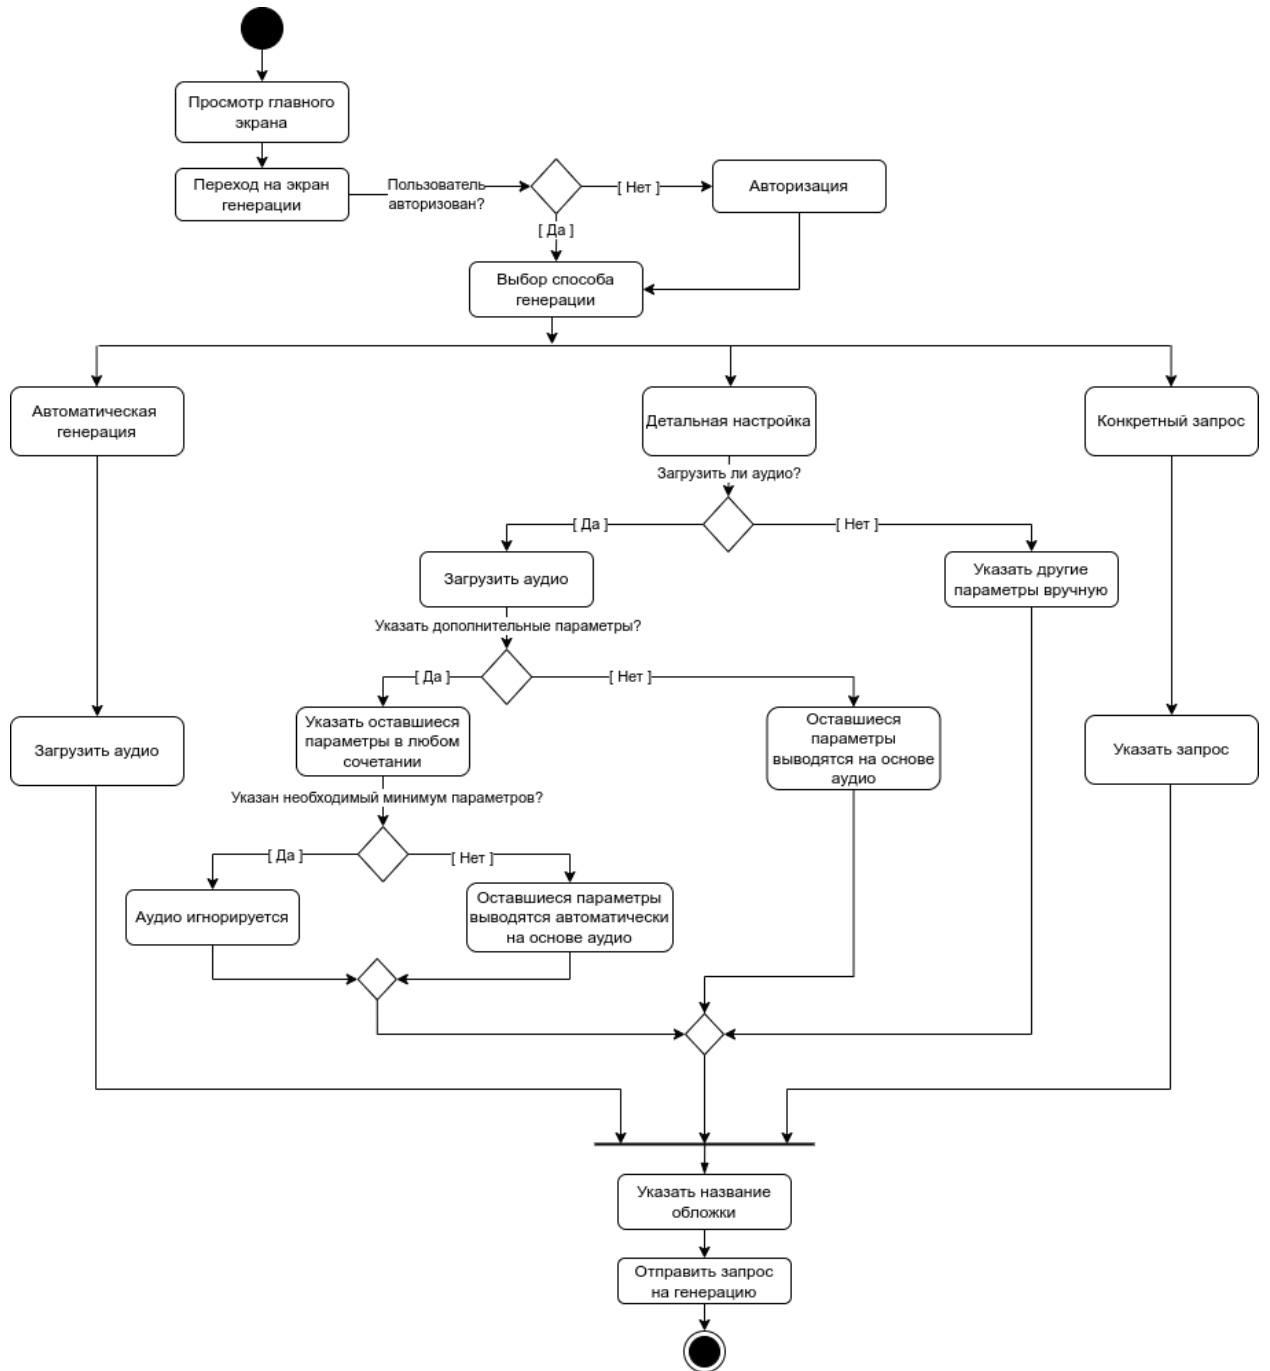 Просмотр главного
экрана
Переход на экран
генерации
Пользователь
авторизован?
[ Нет ]
Авторизация
[ Да ]
Выбор способа
генерации
Автоматическая
генерация
Детальная настройка
Конкретный запрос
Загрузить ли аудио?
[ Да ]
[ Нет ]
Загрузить аудио
Указать другие
параметры вручную
Указать дополнительные параметры?
[ Да ]
[ Нет ]
Указать оставшиеся
параметры в любом
сочетании
Оставшиеся
параметры
выводятся на основе
аудио
Загрузить аудио
Указать запрос
Указан необходимый минимум параметров?
[ Да ]
[ Нет ]
Аудио игнорируется
Оставшиеся параметры
выводятся автоматически
на основе аудио
Указать название
обложки
Отправить запрос
на генерацию